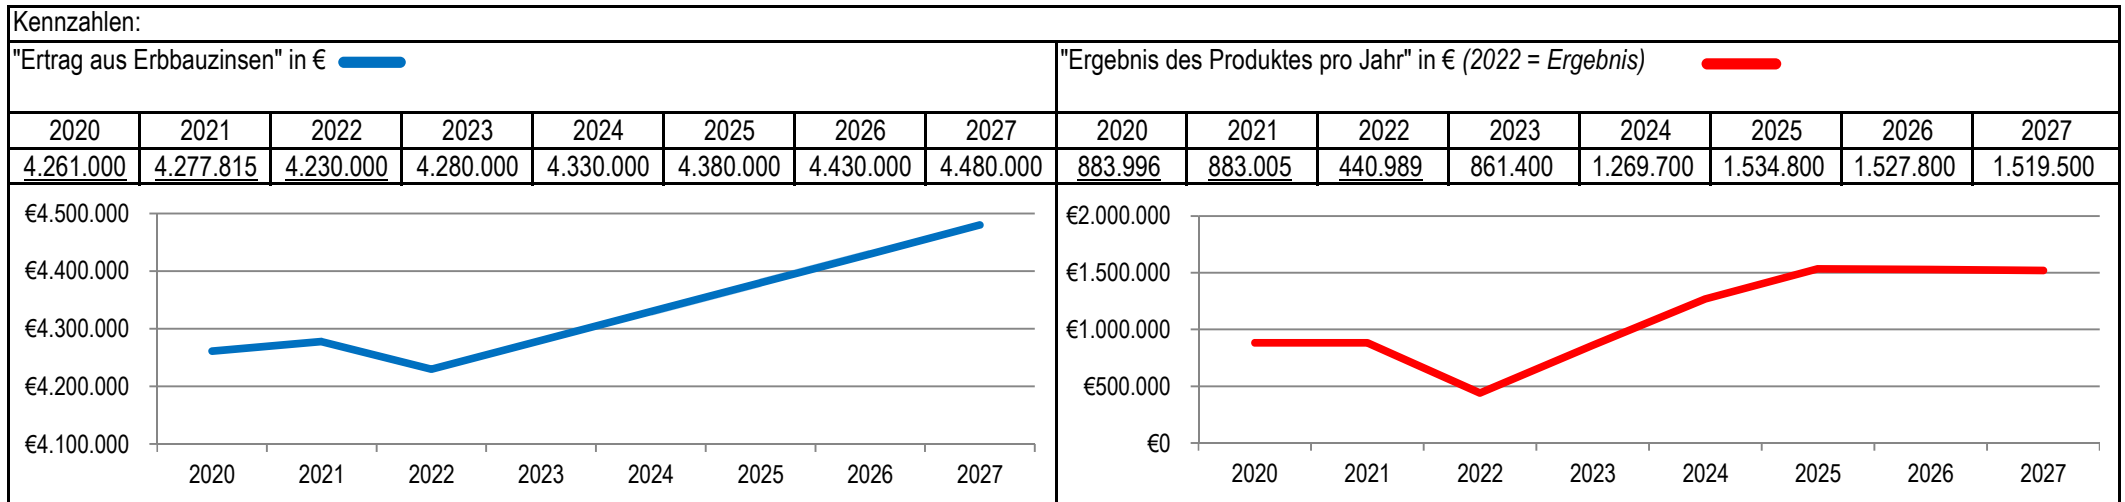 Kennzahlen:
"Ertrag aus Erbbauzinsen" in €
"Ergebnis des Produktes pro Jahr" in € (2022 = Ergebnis)
2020 2021 2022 2023 2024 2025 2026 2027 2020 2021 2022 2023 2024 2025 2026 2027
4.261.000 4.277.815 4.230.000 4.280.000 4.330.000 4.380.000 4.430.000 4.480.000 883.996 883.005 440.989 861.400 1.269.700 1.534.800 1.527.800 1.519.500
€4.500.000
€4.400.000
€4.300.000
€4.200.000
€4.100.000
2020 2021 2022 2023 2024 2025 2026 2027
€2.000.000
€1.500.000
€1.000.000
€500.000
€0
2020 2021 2022 2023 2024 2025 2026 2027